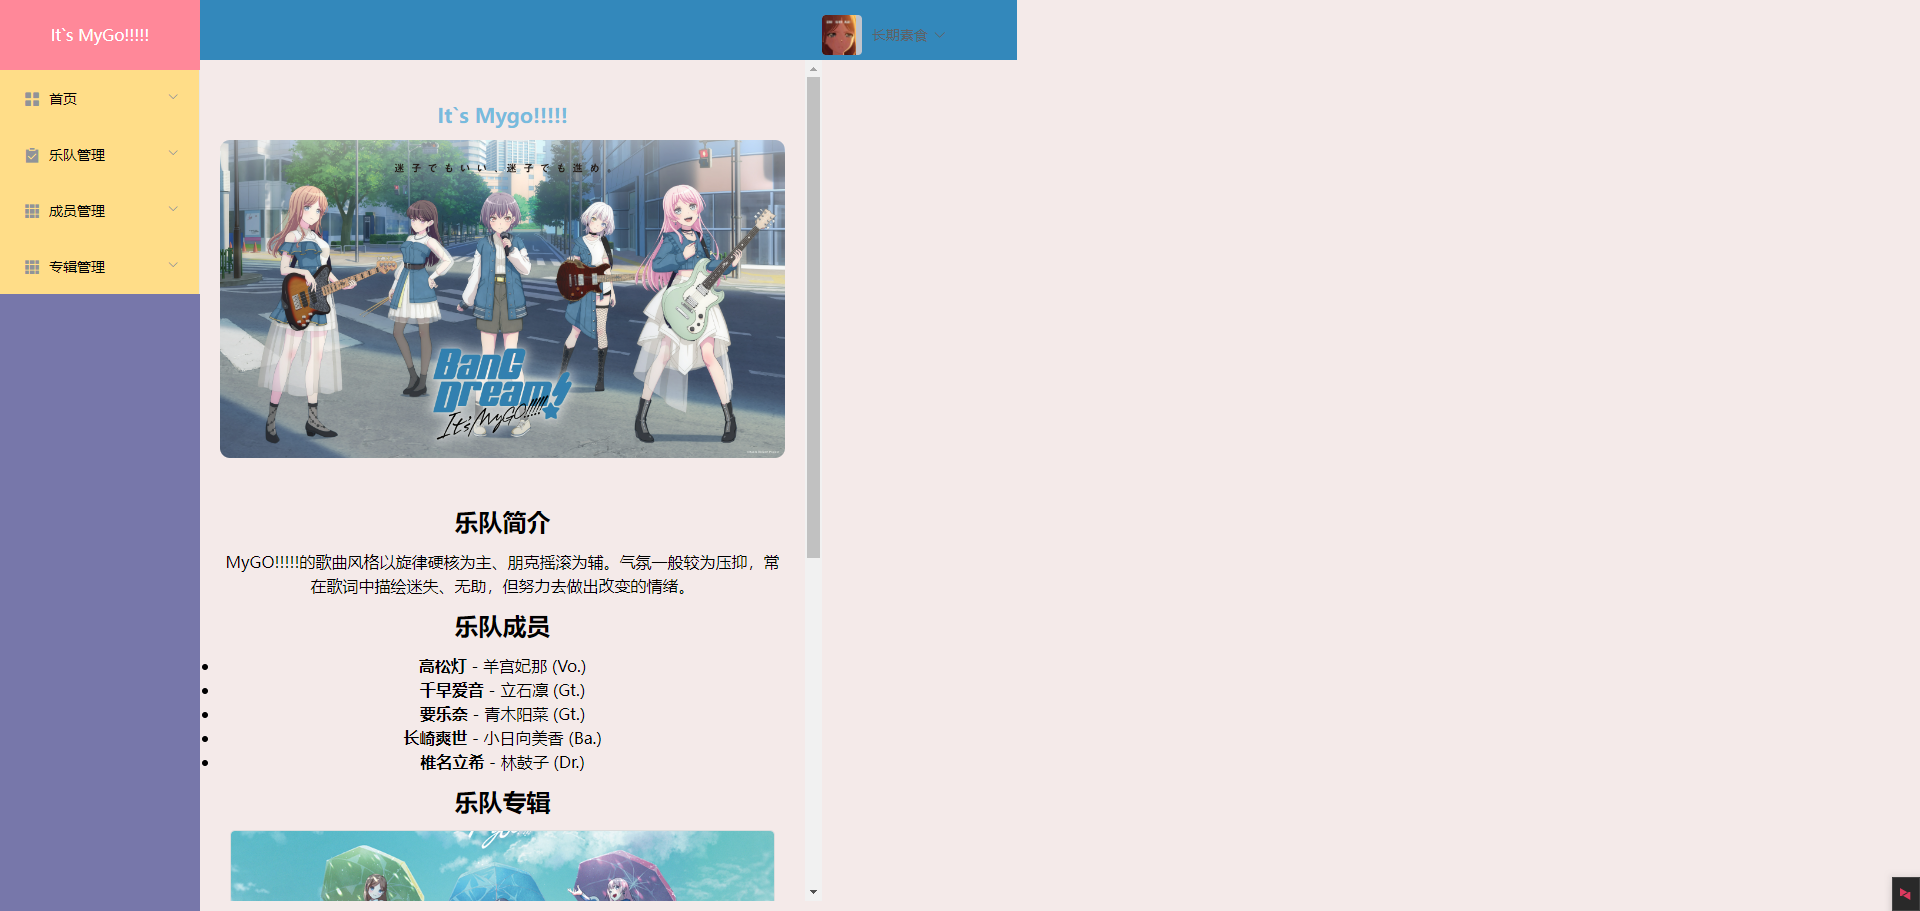 It`s MyGo!!!!!
长期素食
首页
乐队管理
成员管理
专辑管理
It`s Mygo!!!!!
迷子でもいい、迷子でも進め。
BanG
Dream!
It's MyGO!!!!!
乐队简介
MyGO!!!!!的歌曲风格以旋律硬核为主、朋克摇滚为辅。气氛一般较为压抑，常
在歌词中描绘迷失、无助，但努力去做出改变的情绪。
乐队成员
高松灯 - 羊宫妃那 (Vo.)
千早爱音 - 立石凛 (Gt.)
要乐奈 - 青木阳菜 (Gt.)
长崎爽世 - 小日向美香 (Ba.)
椎名立希 - 林鼓子 (Dr.)
乐队专辑